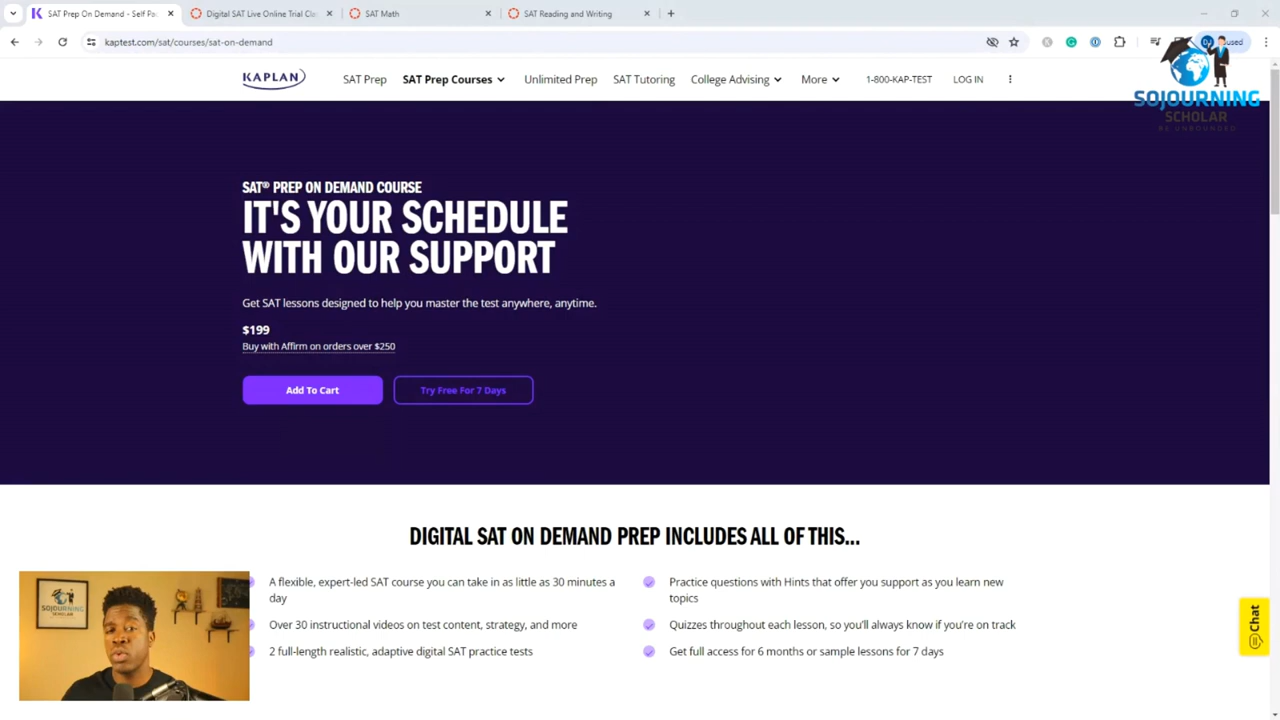 SAT Prep On Demand - Self Pa
Digital SAT Live Online Trial Cla
SAT Math
SAT Reading and Writing
kaptest.com/sat/courses/sat-on-demand
KAPLAN
SAT Prep
SAT Prep Courses
Unlimited Prep
SAT Tutoring
College Advising
More
1-800-KAP-TEST
LOG IN
SOJOURNING
SCHOLAR
BE UNBOUNDED
SAT® PREP ON DEMAND COURSE
IT'S YOUR SCHEDULE
WITH OUR SUPPORT
Get SAT lessons designed to help you master the test anywhere, anytime.
$199
Buy with Affirm on orders over $250
Add To Cart
Try Free For 7 Days
DIGITAL SAT ON DEMAND PREP INCLUDES ALL OF THIS...
A flexible, expert-led SAT course you can take in as little as 30 minutes a
day
Over 30 instructional videos on test content, strategy, and more
2 full-length realistic, adaptive digital SAT practice tests
Practice questions with Hints that offer you support as you learn new
topics
Quizzes throughout each lesson, so you'll always know if you're on track
Get full access for 6 months or sample lessons for 7 days
Chat
SOJOURNING
SCHOLAR